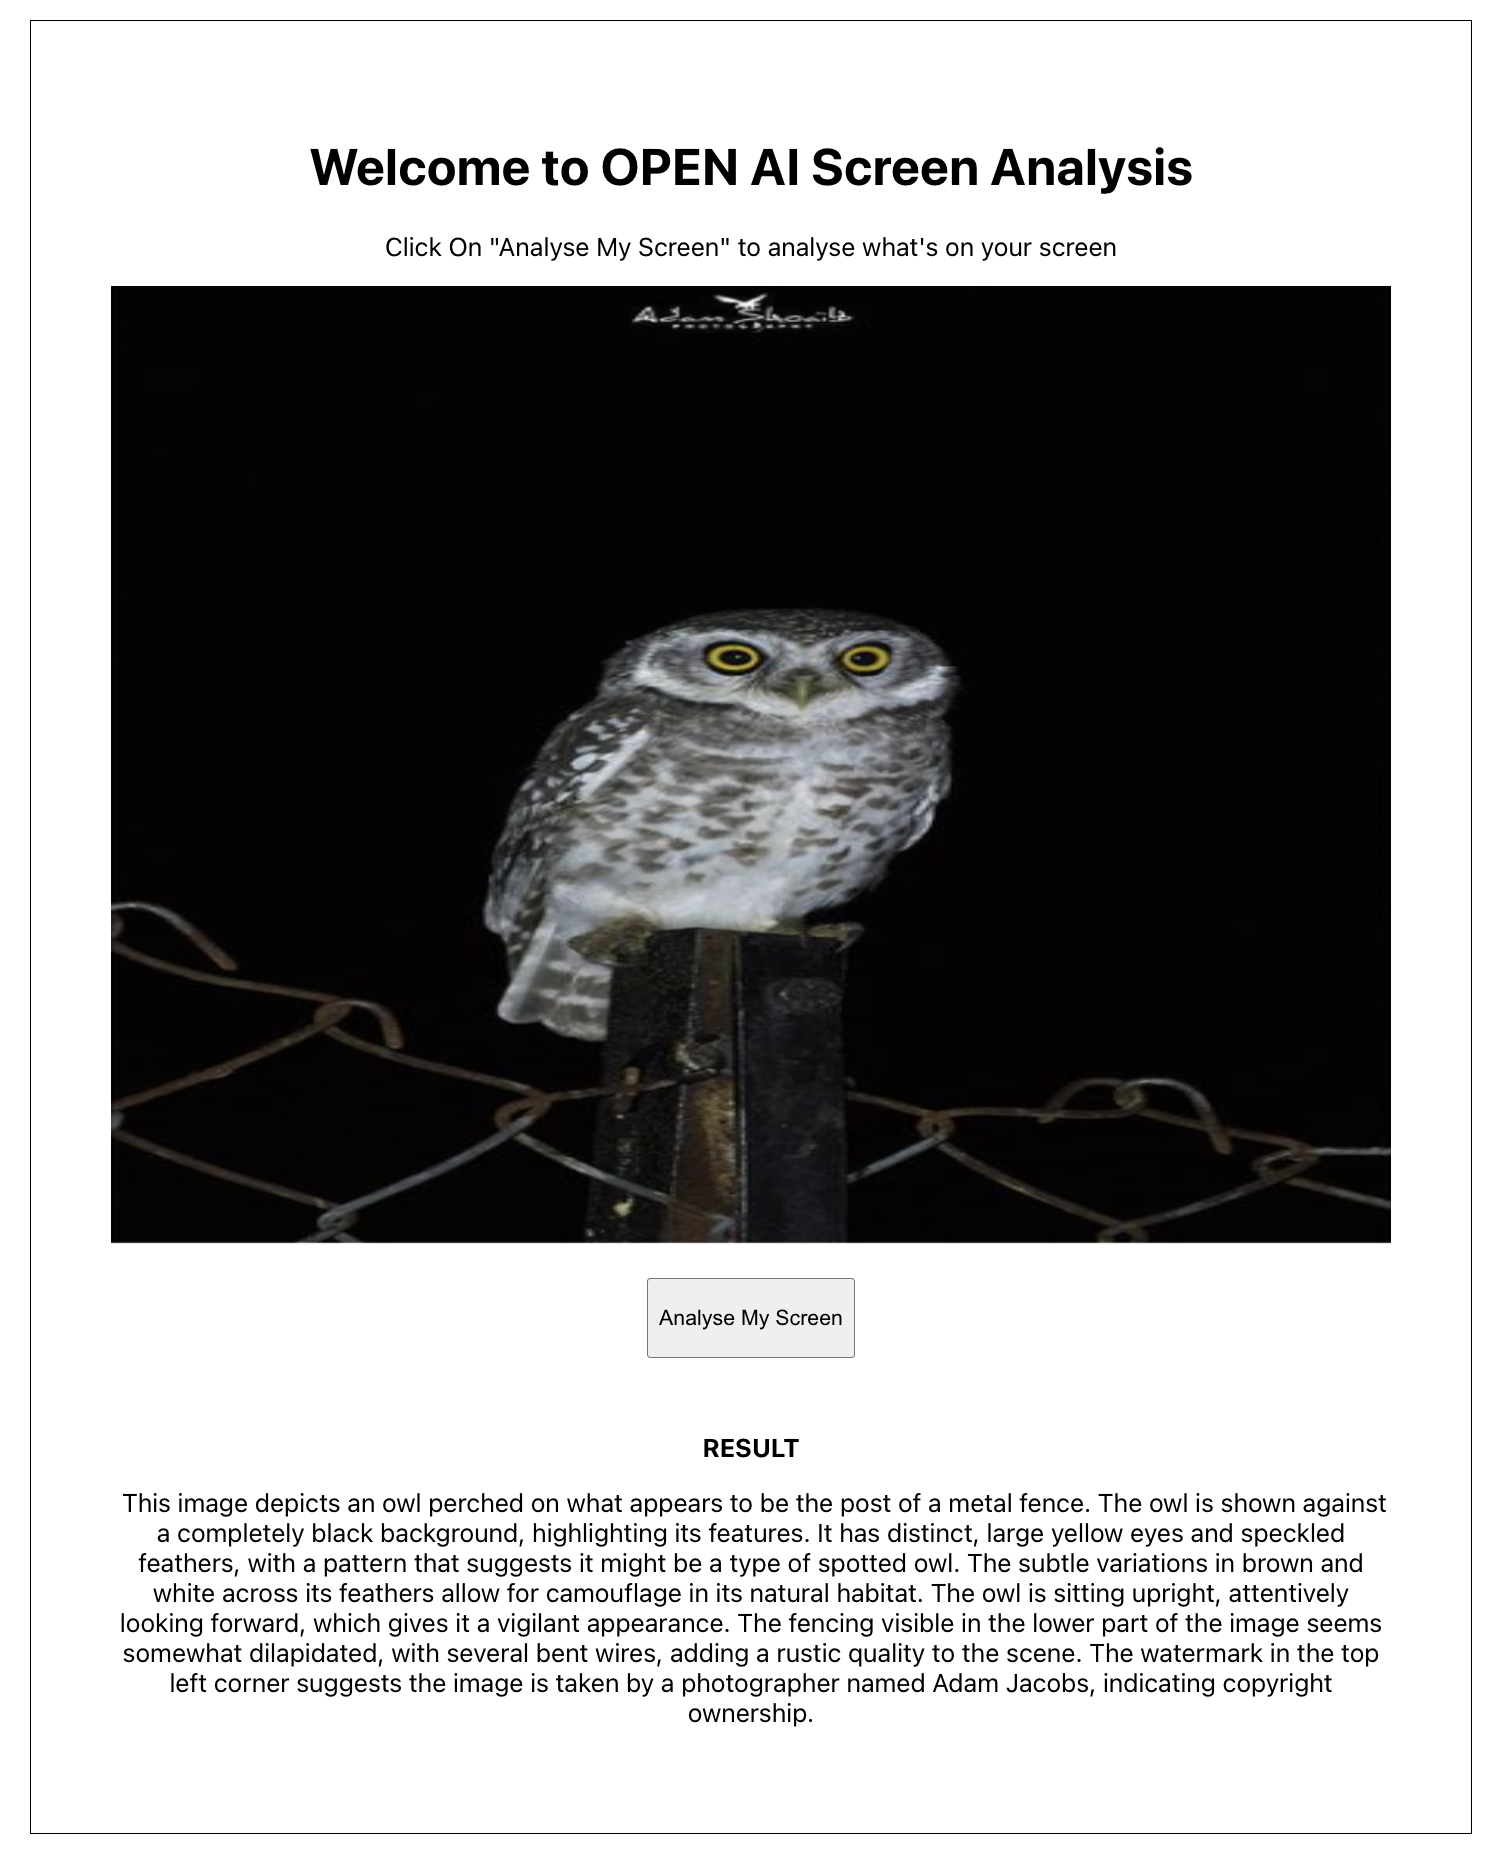 Welcome to OPEN AI Screen Analysis
Click On "Analyse My Screen" to analyse what's on your screen
Adam Shoaib
PHOTOGRAPHY
Analyse My Screen
RESULT
This image depicts an owl perched on what appears to be the post of a metal fence. The owl is shown against
a completely black background, highlighting its features. It has distinct, large yellow eyes and speckled
feathers, with a pattern that suggests it might be a type of spotted owl. The subtle variations in brown and
white across its feathers allow for camouflage in its natural habitat. The owl is sitting upright, attentively
looking forward, which gives it a vigilant appearance. The fencing visible in the lower part of the image seems
somewhat dilapidated, with several bent wires, adding a rustic quality to the scene. The watermark in the top
left corner suggests the image is taken by a photographer named Adam Jacobs, indicating copyright
ownership.